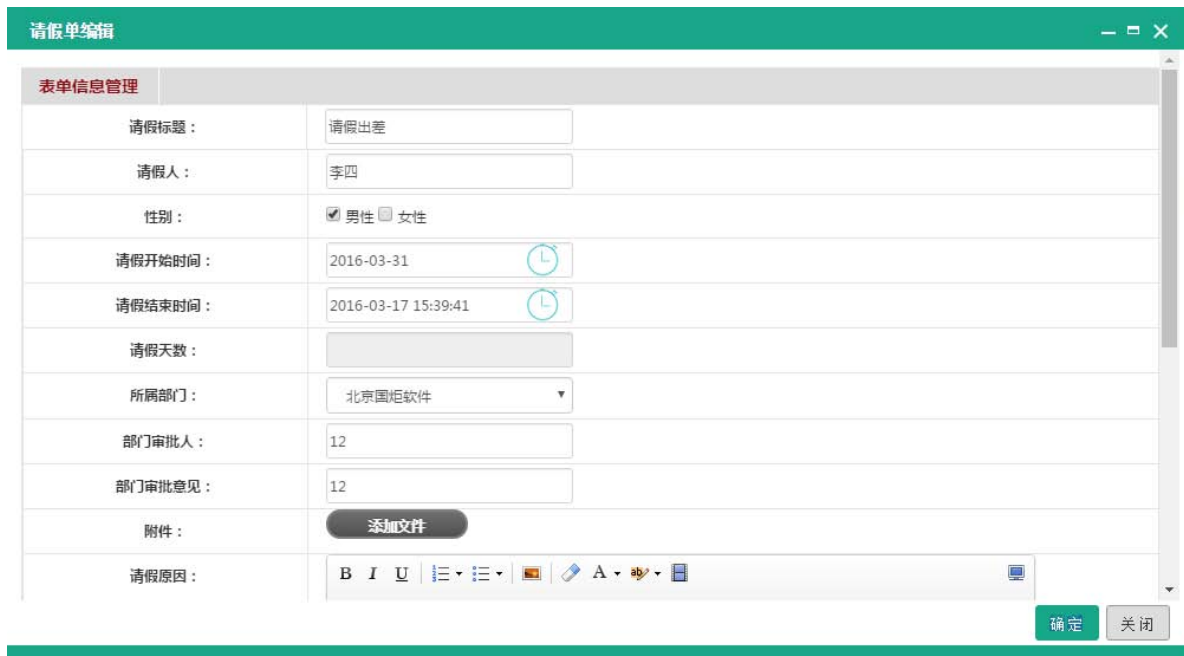 请假单编辑
表单信息管理
请假标题：
请假出差
请假人：
李四
性别：
男性 女性
请假开始时间：
2016-03-31
请假结束时间：
2016-03-17 15:39:41
请假天数：
所属部门：
北京国炬软件
部门审批人：
12
部门审批意见：
12
附件：
添加文件
请假原因：
B I U A ab
确定 关闭